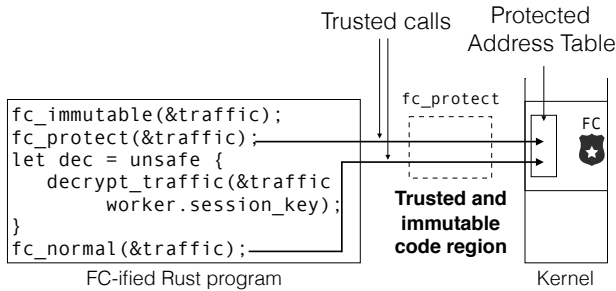 Trusted calls
Protected
Address Table
fc_protect
FC
fc_immutable(&traffic);
fc_protect(&traffic);
let dec = unsafe {
decrypt_traffic(&traffic
worker.session_key);
}
fc_normal(&traffic);
Trusted and
immutable
code region
FC-ified Rust program
Kernel